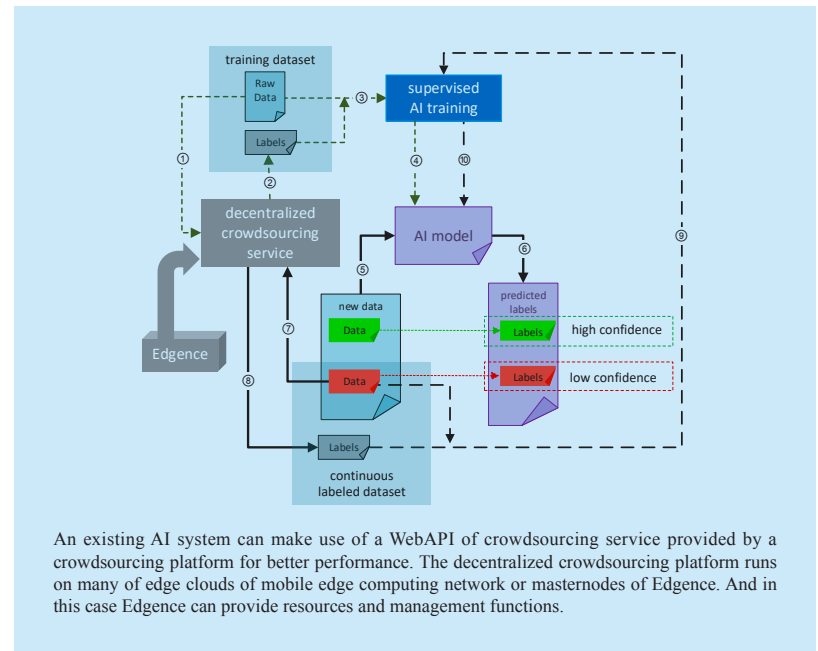 training dataset
Raw
Data
③
supervised
AI training
Labels
①
②
④
⑩
decentralized
crowdsourcing
service
AI model
⑥
⑨
⑤
new data
predicted
labels
⑦
Data
Labels
high confidence
Edgence
Data
Labels
low confidence
⑧
Labels
continuous
labeled dataset
An existing AI system can make use of a WebAPI of crowdsourcing service provided by a
crowdsourcing platform for better performance. The decentralized crowdsourcing platform runs
on many of edge clouds of mobile edge computing network or masternodes of Edgence. And in
this case Edgence can provide resources and management functions.